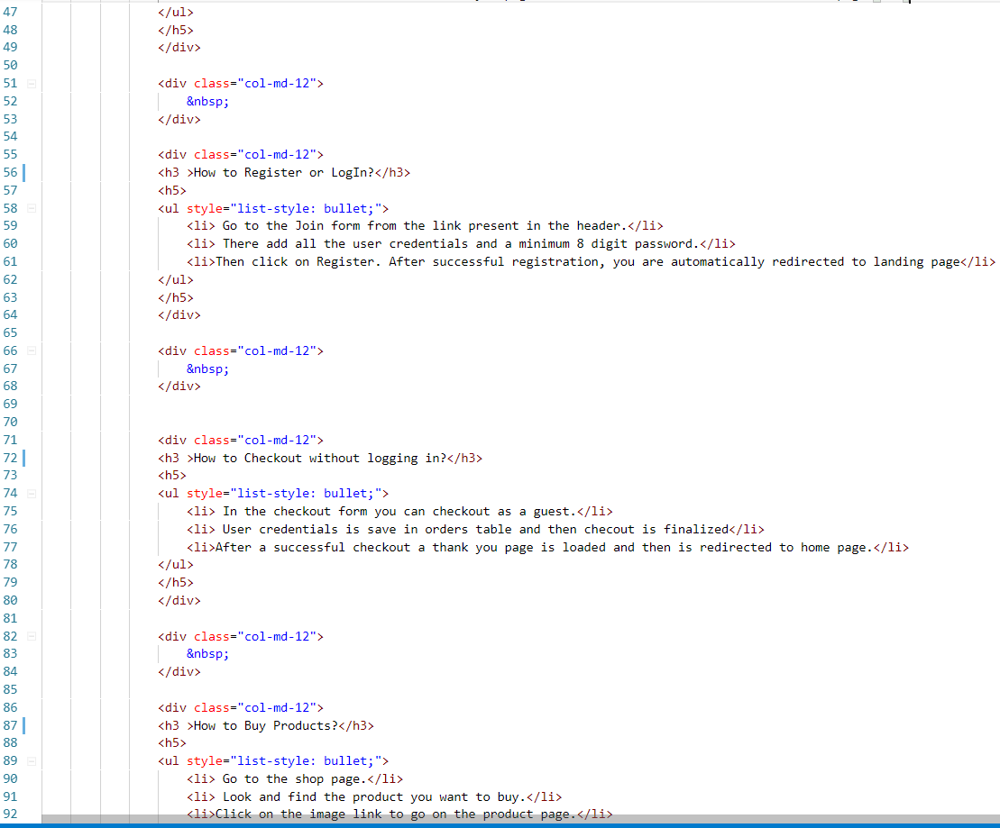 47 </ul>
48 </h5>
49 </div>
50
51 <div class="col-md-12">
52 &nbsp;
53 </div>
54
55 <div class="col-md-12">
56 <h3 >How to Register or LogIn?</h3>
57 <h5>
58 <ul style="list-style: bullet;">
59 <li> Go to the Join form from the link present in the header.</li>
60 <li> There add all the user credentials and a minimum 8 digit password.</li>
61 <li>Then click on Register. After successful registration, you are automatically redirected to landing page</li>
62 </ul>
63 </h5>
64 </div>
65
66 <div class="col-md-12">
67 &nbsp;
68 </div>
69
70
71 <div class="col-md-12">
72 <h3 >How to Checkout without logging in?</h3>
73 <h5>
74 <ul style="list-style: bullet;">
75 <li> In the checkout form you can checkout as a guest.</li>
76 <li> User credentials is save in orders table and then checout is finalized</li>
77 <li>After a successful checkout a thank you page is loaded and then is redirected to home page.</li>
78 </ul>
79 </h5>
80 </div>
81
82 <div class="col-md-12">
83 &nbsp;
84 </div>
85
86 <div class="col-md-12">
87 <h3 >How to Buy Products?</h3>
88 <h5>
89 <ul style="list-style: bullet;">
90 <li> Go to the shop page.</li>
91 <li> Look and find the product you want to buy.</li>
92 <li>Click on the image link to go on the product page.</li>